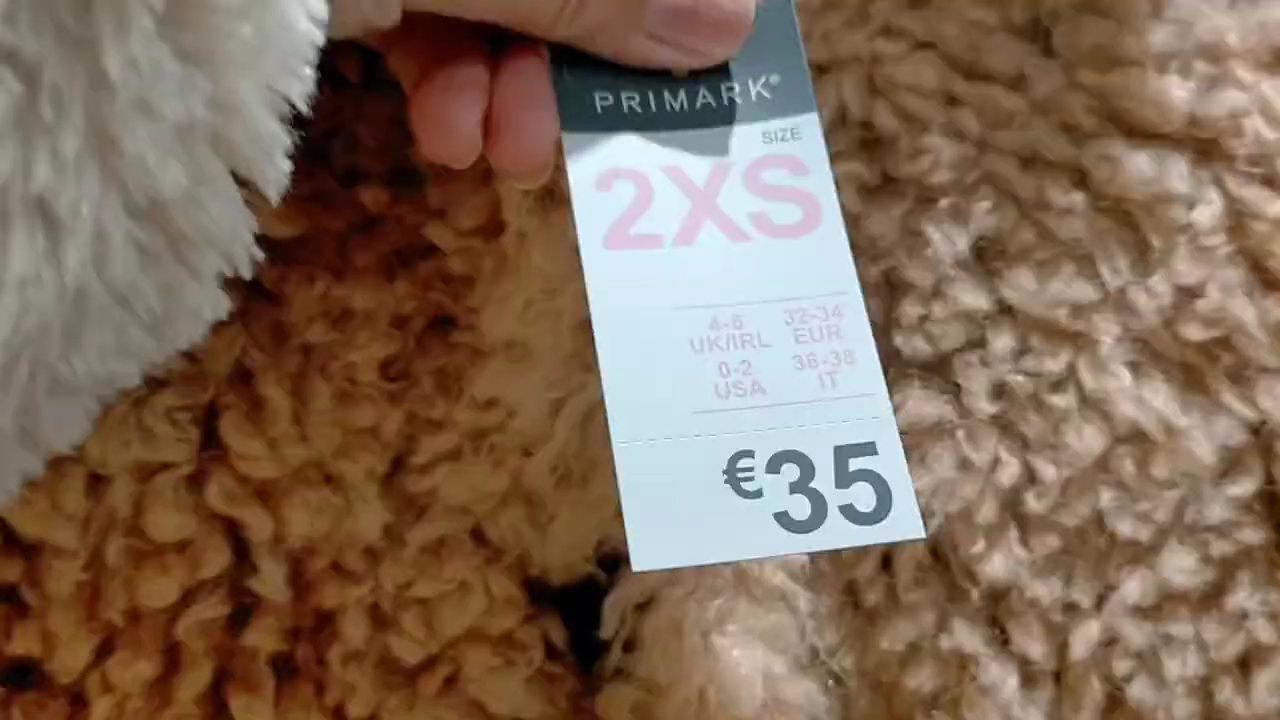 PRIMARK®
SIZE
2XS
4-6 32-34
UK/IRL EUR
0-2 36-38
USA IT
€35